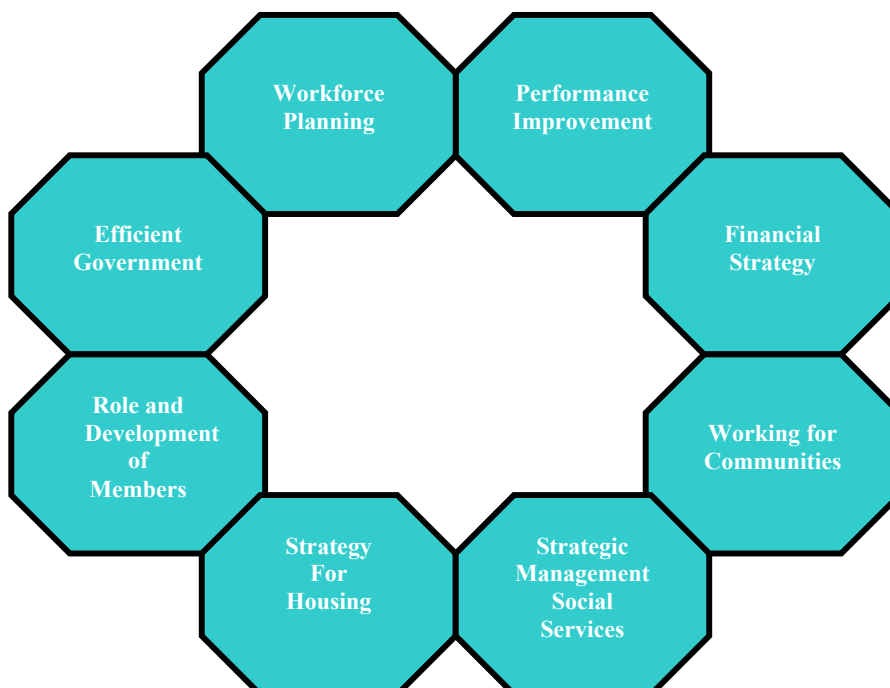 Workforce
Planning
Performance
Improvement
Efficient
Government
Financial
Strategy
Role and
Development
of
Members
Working for
Communities
Strategy
For
Housing
Strategic
Management
Social
Services